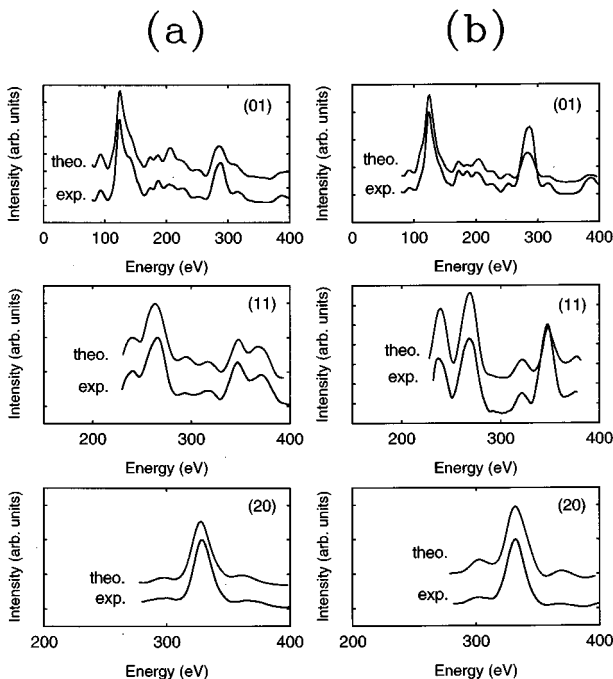 (a)
(b)
Intensity (arb. units)
(01)
theo.
exp.
0 100 200 300 400
Energy (eV)
Intensity (arb. units)
(01)
theo.
exp.
0 100 200 300 400
Energy (eV)
Intensity (arb. units)
(11)
theo.
exp.
200 300 400
Energy (eV)
Intensity (arb. units)
(11)
theo.
exp.
200 300 400
Energy (eV)
Intensity (arb. units)
(20)
theo.
exp.
200 300 400
Energy (eV)
Intensity (arb. units)
(20)
theo.
exp.
200 300 400
Energy (eV)